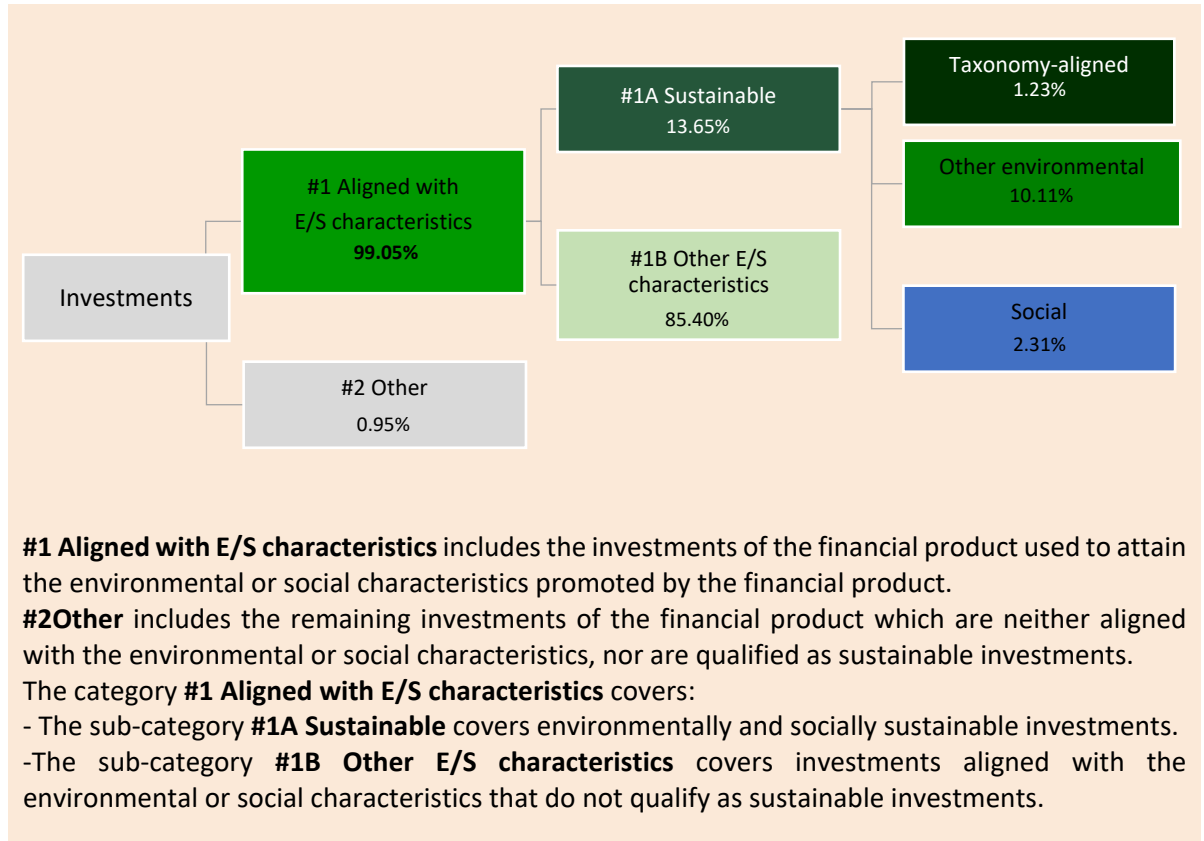 Investments
#1 Aligned with
E/S characteristics
99.05%
#2 Other
0.95%
#1A Sustainable
13.65%
#1B Other E/S
characteristics
85.40%
Taxonomy-aligned
1.23%
Other environmental
10.11%
Social
2.31%
#1 Aligned with E/S characteristics includes the investments of the financial product used to attain
the environmental or social characteristics promoted by the financial product.
#2Other includes the remaining investments of the financial product which are neither aligned
with the environmental or social characteristics, nor are qualified as sustainable investments.
The category #1 Aligned with E/S characteristics covers:
- The sub-category #1A Sustainable covers environmentally and socially sustainable investments.
-The sub-category #1B Other E/S characteristics covers investments aligned with the
environmental or social characteristics that do not qualify as sustainable investments.